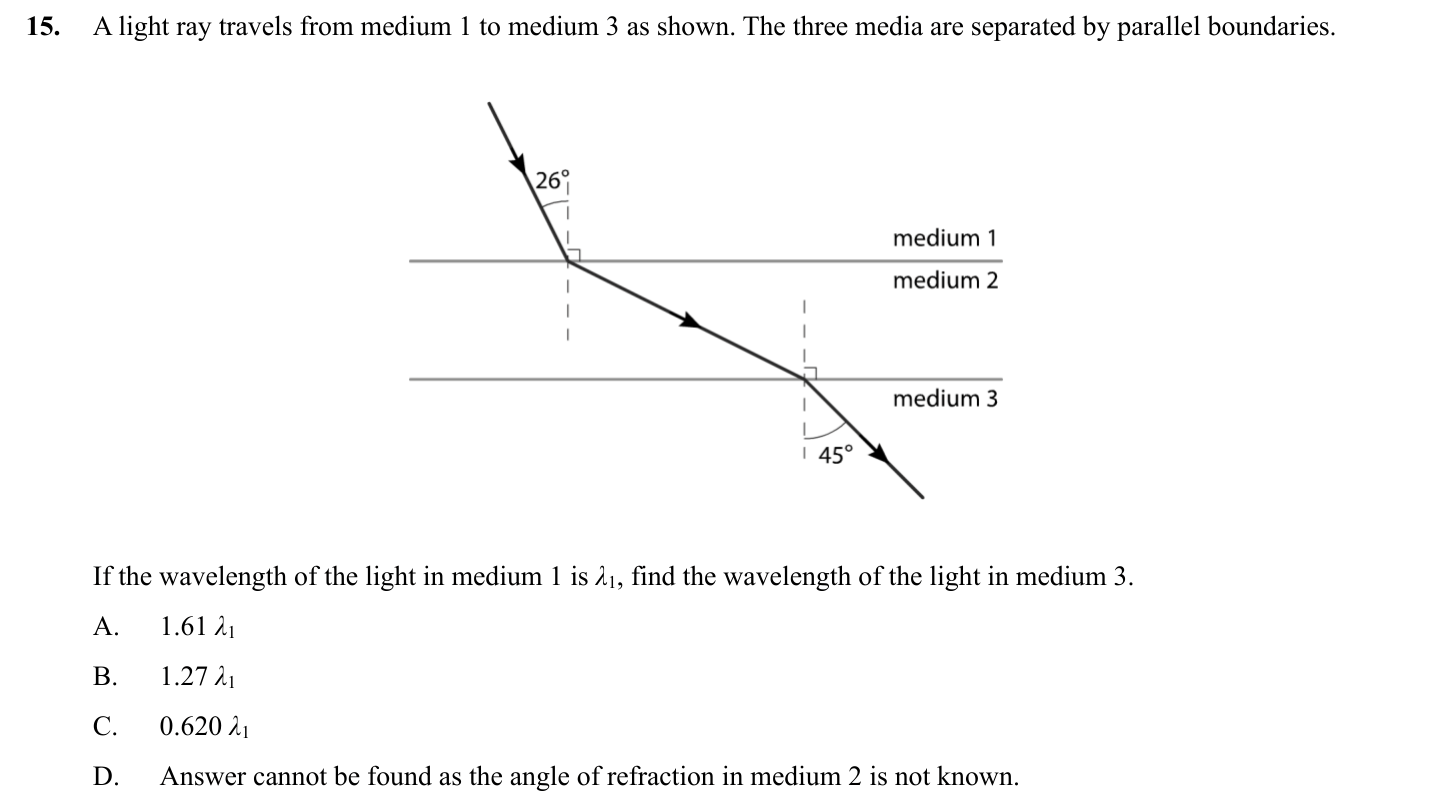 15. A light ray travels from medium 1 to medium 3 as shown. The three media are separated by parallel boundaries.
26°
medium 1
medium 2
medium 3
45°
If the wavelength of the light in medium 1 is λ₁, find the wavelength of the light in medium 3.
A. 1.61 λ₁
B. 1.27 λ₁
C. 0.620 λ₁
D. Answer cannot be found as the angle of refraction in medium 2 is not known.